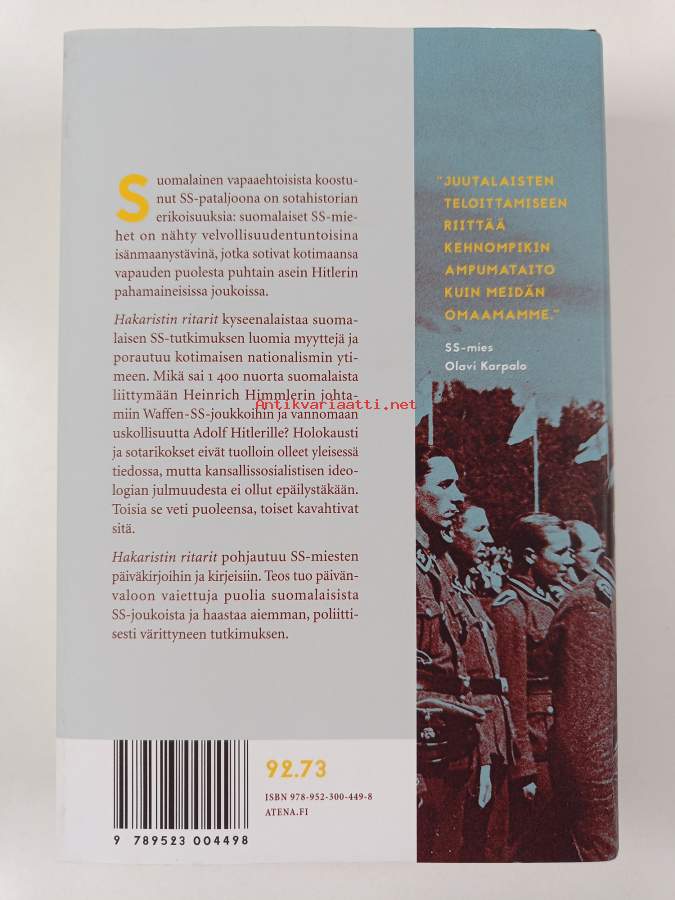 Suomalainen vapaaehtoisista koostu-
nut SS-pataljoona on sotahistorian
erikoisuuksia: suomalaiset SS-mie-
het on nähty velvollisuudentuntoisina
isänmaanystävinä, jotka sotivat kotimaansa
vapauden puolesta puhtain asein Hitlerin
pahamaineisissa joukoissa.
Hakaristin ritarit kyseenalaistaa suoma-
laisen SS-tutkimuksen luomia myyttejä ja
porautuu kotimaisen nationalismin yti-
meen. Mikä sai 1 400 nuorta suomalaista
liittymään Heinrich Himmlerin johta-
miin Waffen-SS-joukkoihin ja vannomaan
uskollisuutta Adolf Hitlerille? Holokausti
ja sotarikokset eivät tuolloin olleet yleisessä
tiedossa, mutta kansallissosialistisen ideo-
logian julmuudesta ei ollut epäilystäkään.
Toisia se veti puoleensa, toiset kavahtivat
sitä.
Hakaristin ritarit pohjautuu SS-miesten
päiväkirjoihin ja kirjeisiin. Teos tuo päivän-
valoon vaiettuja puolia suomalaisista
SS-joukoista ja haastaa aiemman, poliitti-
sesti värittyneen tutkimuksen.
"JUUTALAISTEN
TELOITTAMISEEN
RIITTÄÄ
KEHNOMPIKIN
AMPUMATAITO
KUIN MEIDÄN
OMAAMAMME."
SS-mies
Olavi Karpalo
Antikvariaatti.net
92.73
ISBN 978-952-300-449-8
ATENA.FI
9 789523 004498